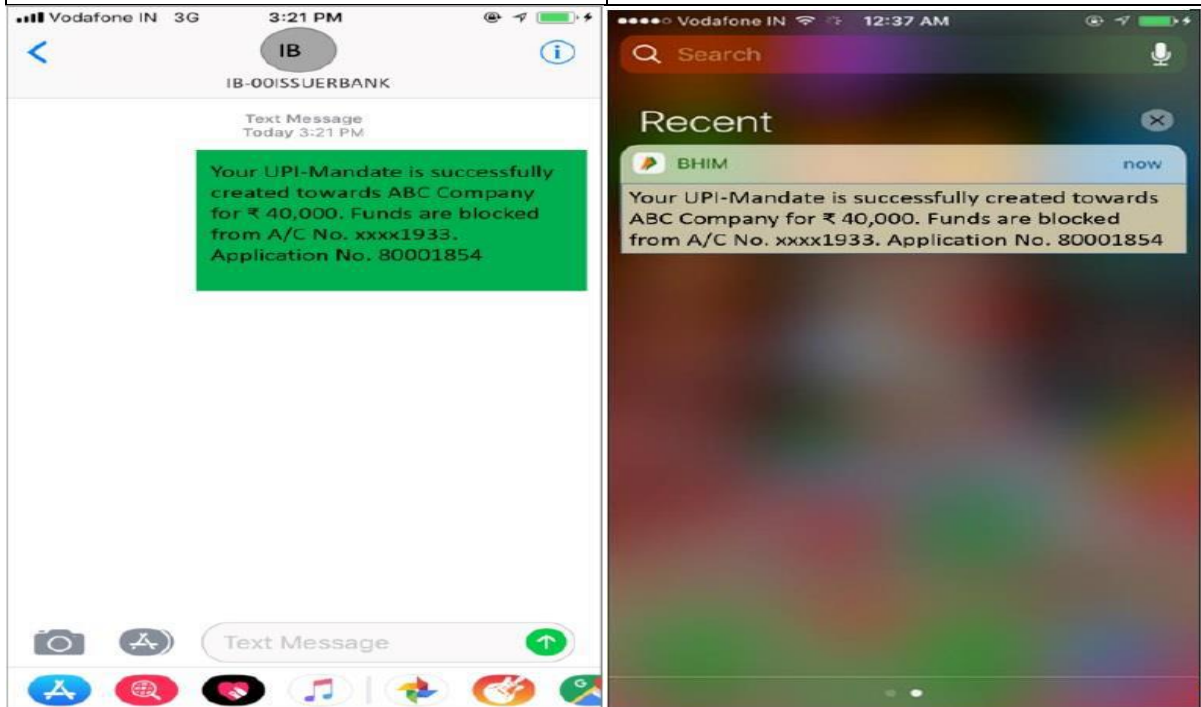 Vodafone IN 3G 3:21 PM
IB
IB-00ISSUERBANK
Text Message
Today 3:21 PM
Your UPI-Mandate is successfully
created towards ABC Company
for ₹ 40,000. Funds are blocked
from A/C No. xxxx1933.
Application No. 80001854
Text Message
G
Vodafone IN 12:37 AM
Search
Recent
BHIM now
Your UPI-Mandate is successfully created towards
ABC Company for ₹ 40,000. Funds are blocked
from A/C No. xxxx1933. Application No. 80001854